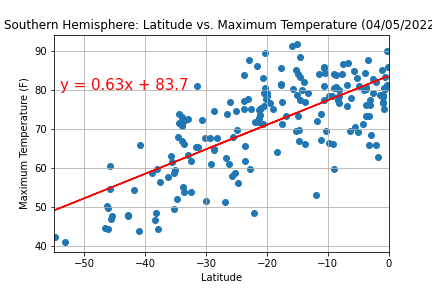 Southern Hemisphere: Latitude vs. Maximum Temperature (04/05/2022
y = 0.63x + 83.7
Maximum Temperature (F)
90
80
70
60
50
40
−50 −40 −30 −20 −10 0
Latitude